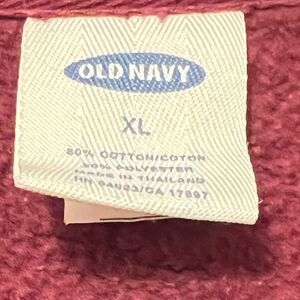 OLD NAVY
XL
80% COTTON/COTON
20% POLYESTER
MADE IN THAILAND
RN 54023/CA 17897